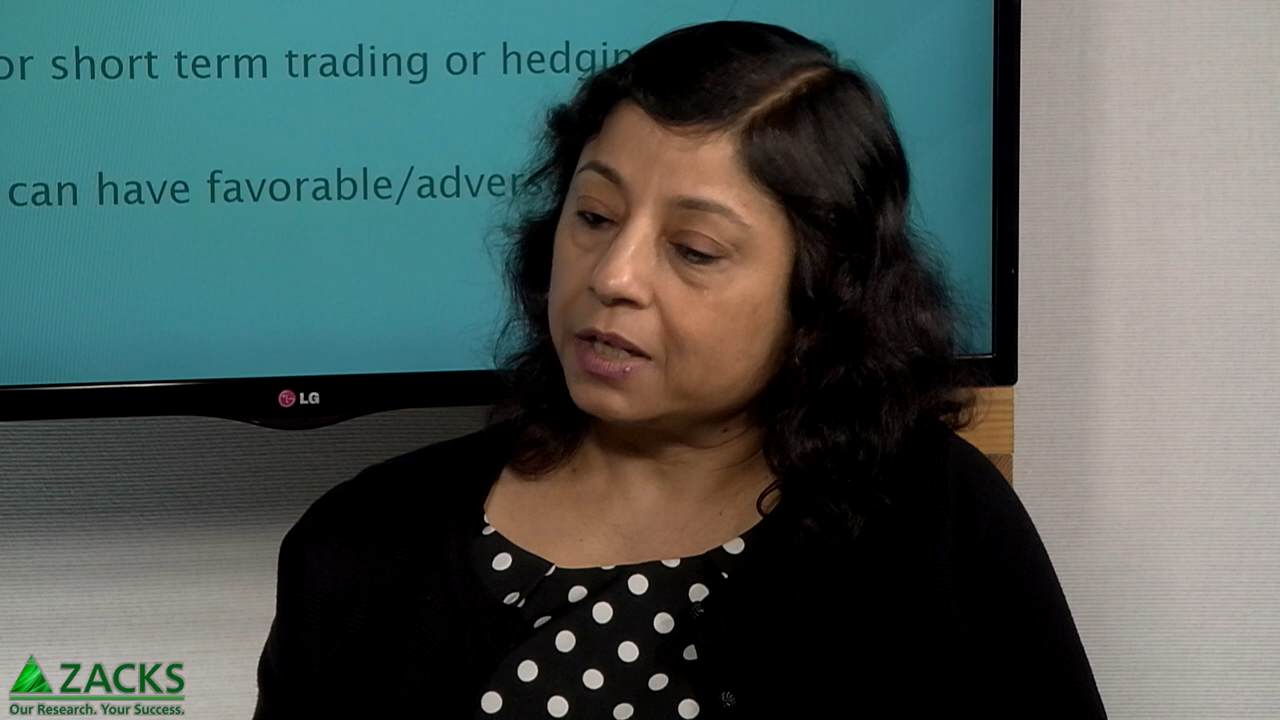 or short term trading or hedgin
can have favorable/advers
LG
ZACKS
Our Research. Your Success.